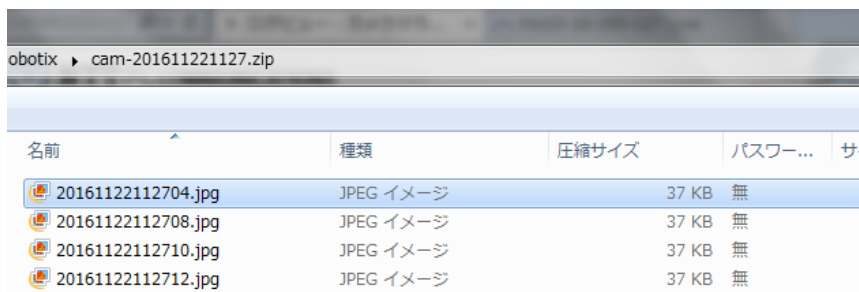 obotix ▸ cam-201611221127.zip
名前 種類 圧縮サイズ パスワー... サ
20161122112704.jpg JPEG イメージ 37 KB 無
20161122112708.jpg JPEG イメージ 37 KB 無
20161122112710.jpg JPEG イメージ 37 KB 無
20161122112712.jpg JPEG イメージ 37 KB 無